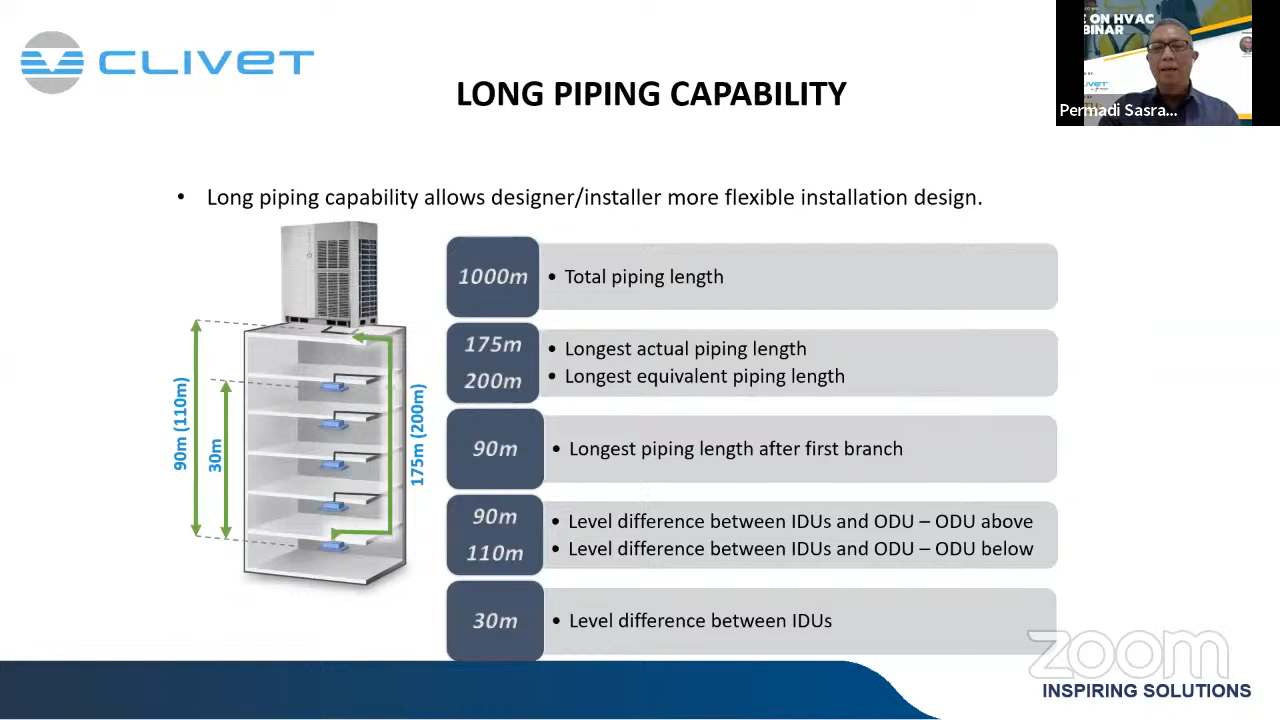 CLIVET
LONG PIPING CAPABILITY
E ON HVAC
BINAR
Permadi Sasra...
• Long piping capability allows designer/installer more flexible installation design.
1000m
• Total piping length
175m
• Longest actual piping length
200m
• Longest equivalent piping length
90m
• Longest piping length after first branch
90m
• Level difference between IDUs and ODU – ODU above
110m
• Level difference between IDUs and ODU – ODU below
30m
• Level difference between IDUs
90m (110m)
30m
175m (200m)
zoom
INSPIRING SOLUTIONS